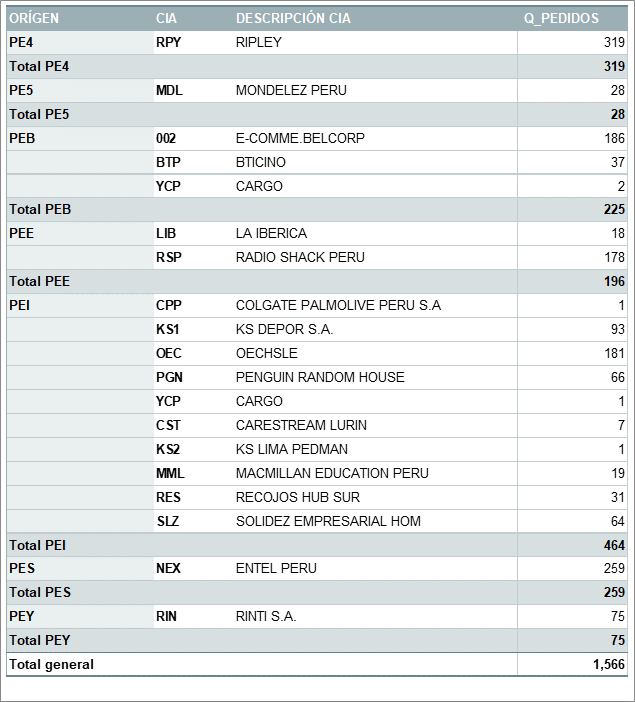 ORÍGEN CIA DESCRIPCIÓN CIA Q_PEDIDOS
PE4 RPY RIPLEY 319
Total PE4 319
PE5 MDL MONDELEZ PERU 28
Total PE5 28
PEB 002 E-COMME.BELCORP 186
BTP BTICINO 37
YCP CARGO 2
Total PEB 225
PEE LIB LA IBERICA 18
RSP RADIO SHACK PERU 178
Total PEE 196
PEI CPP COLGATE PALMOLIVE PERU S.A 1
KS1 KS DEPOR S.A. 93
OEC OECHSLE 181
PGN PENGUIN RANDOM HOUSE 66
YCP CARGO 1
CST CARESTREAM LURIN 7
KS2 KS LIMA PEDMAN 1
MML MACMILLAN EDUCATION PERU 19
RES RECOJOS HUB SUR 31
SLZ SOLIDEZ EMPRESARIAL HOM 64
Total PEI 464
PES NEX ENTEL PERU 259
Total PES 259
PEY RIN RINTI S.A. 75
Total PEY 75
Total general 1,566